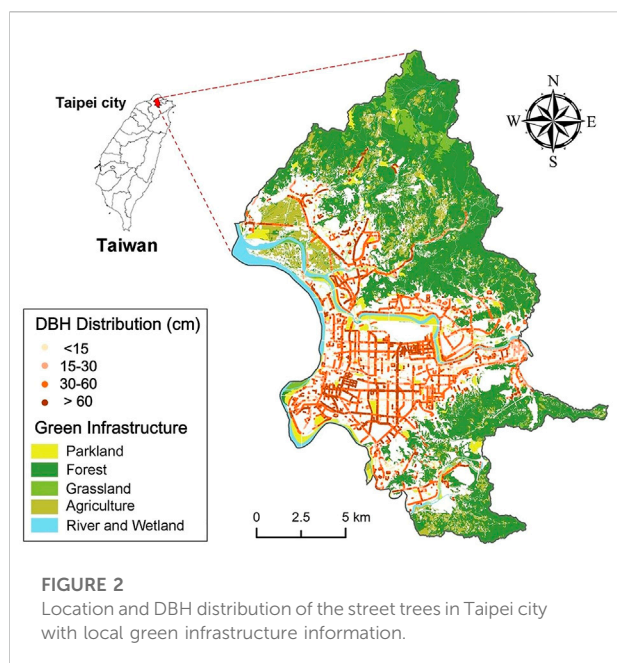 Taipei city
Taiwan
N
W
E
S
DBH Distribution (cm)
<15
15-30
30-60
> 60
Green Infrastructure
Parkland
Forest
Grassland
Agriculture
River and Wetland
0 2.5 5 km
FIGURE 2
Location and DBH distribution of the street trees in Taipei city
with local green infrastructure information.